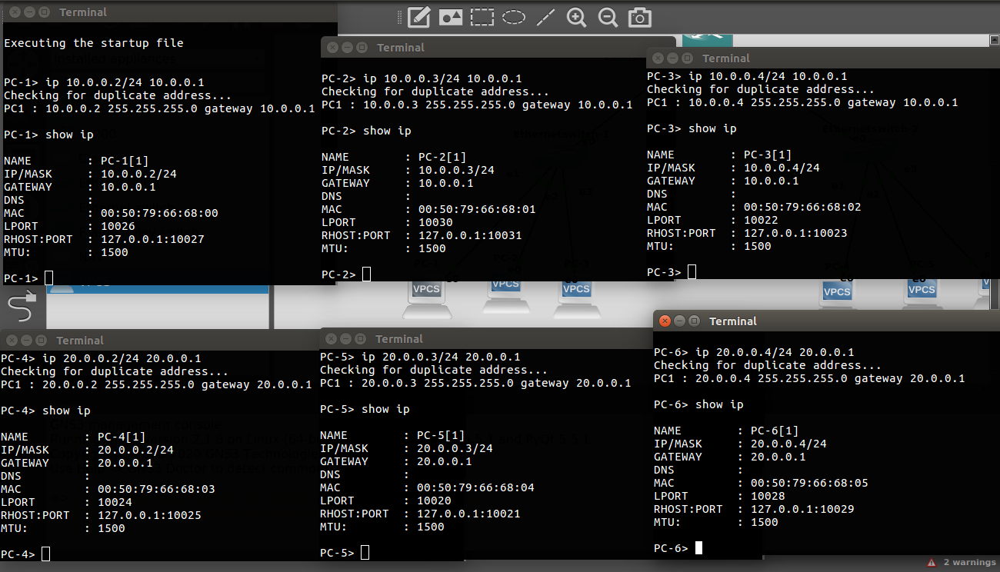 Terminal
Executing the startup file
PC-1> ip 10.0.0.2/24 10.0.0.1
Checking for duplicate address...
PC1 : 10.0.0.2 255.255.255.0 gateway 10.0.0.1
PC-1> show ip
NAME : PC-1[1]
IP/MASK : 10.0.0.2/24
GATEWAY : 10.0.0.1
DNS :
MAC : 00:50:79:66:68:00
LPORT : 10026
RHOST:PORT : 127.0.0.1:10027
MTU: : 1500
PC-1>
Terminal
PC-2> ip 10.0.0.3/24 10.0.0.1
Checking for duplicate address...
PC1 : 10.0.0.3 255.255.255.0 gateway 10.0.0.1
PC-2> show ip
NAME : PC-2[1]
IP/MASK : 10.0.0.3/24
GATEWAY : 10.0.0.1
DNS :
MAC : 00:50:79:66:68:01
LPORT : 10030
RHOST:PORT : 127.0.0.1:10031
MTU: : 1500
PC-2>
Terminal
PC-3> ip 10.0.0.4/24 10.0.0.1
Checking for duplicate address...
PC1 : 10.0.0.4 255.255.255.0 gateway 10.0.0.1
PC-3> show ip
NAME : PC-3[1]
IP/MASK : 10.0.0.4/24
GATEWAY : 10.0.0.1
DNS :
MAC : 00:50:79:66:68:02
LPORT : 10022
RHOST:PORT : 127.0.0.1:10023
MTU: : 1500
PC-3>
VPCS
VPCS
VPCS
VPCS
VPCS
VPCS
Terminal
PC-4> ip 20.0.0.2/24 20.0.0.1
Checking for duplicate address...
PC1 : 20.0.0.2 255.255.255.0 gateway 20.0.0.1
PC-4> show ip
NAME : PC-4[1]
IP/MASK : 20.0.0.2/24
GATEWAY : 20.0.0.1
DNS :
MAC : 00:50:79:66:68:03
LPORT : 10024
RHOST:PORT : 127.0.0.1:10025
MTU: : 1500
PC-4>
Terminal
PC-5> ip 20.0.0.3/24 20.0.0.1
Checking for duplicate address...
PC1 : 20.0.0.3 255.255.255.0 gateway 20.0.0.1
PC-5> show ip
NAME : PC-5[1]
IP/MASK : 20.0.0.3/24
GATEWAY : 20.0.0.1
DNS :
MAC : 00:50:79:66:68:04
LPORT : 10020
RHOST:PORT : 127.0.0.1:10021
MTU: : 1500
PC-5>
Terminal
PC-6> ip 20.0.0.4/24 20.0.0.1
Checking for duplicate address...
PC1 : 20.0.0.4 255.255.255.0 gateway 20.0.0.1
PC-6> show ip
NAME : PC-6[1]
IP/MASK : 20.0.0.4/24
GATEWAY : 20.0.0.1
DNS :
MAC : 00:50:79:66:68:05
LPORT : 10028
RHOST:PORT : 127.0.0.1:10029
MTU: : 1500
PC-6>
2 warnings